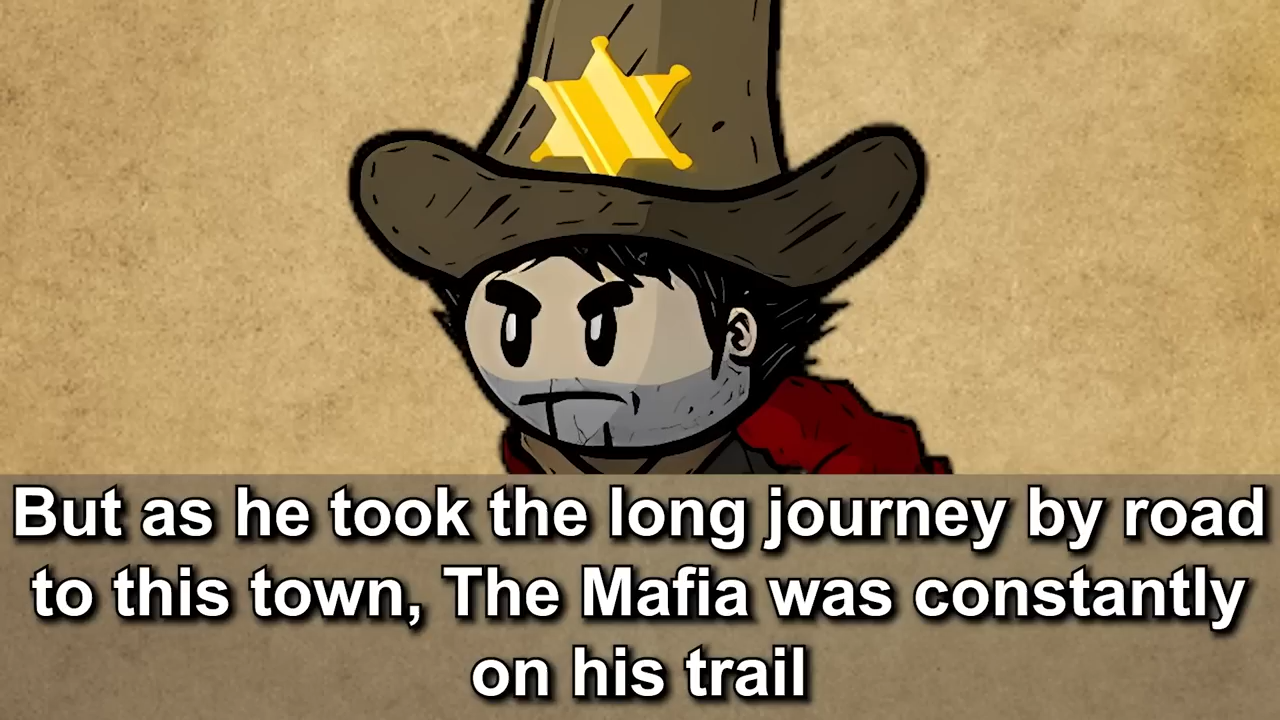 But as he took the long journey by road
to this town, The Mafia was constantly
on his trail